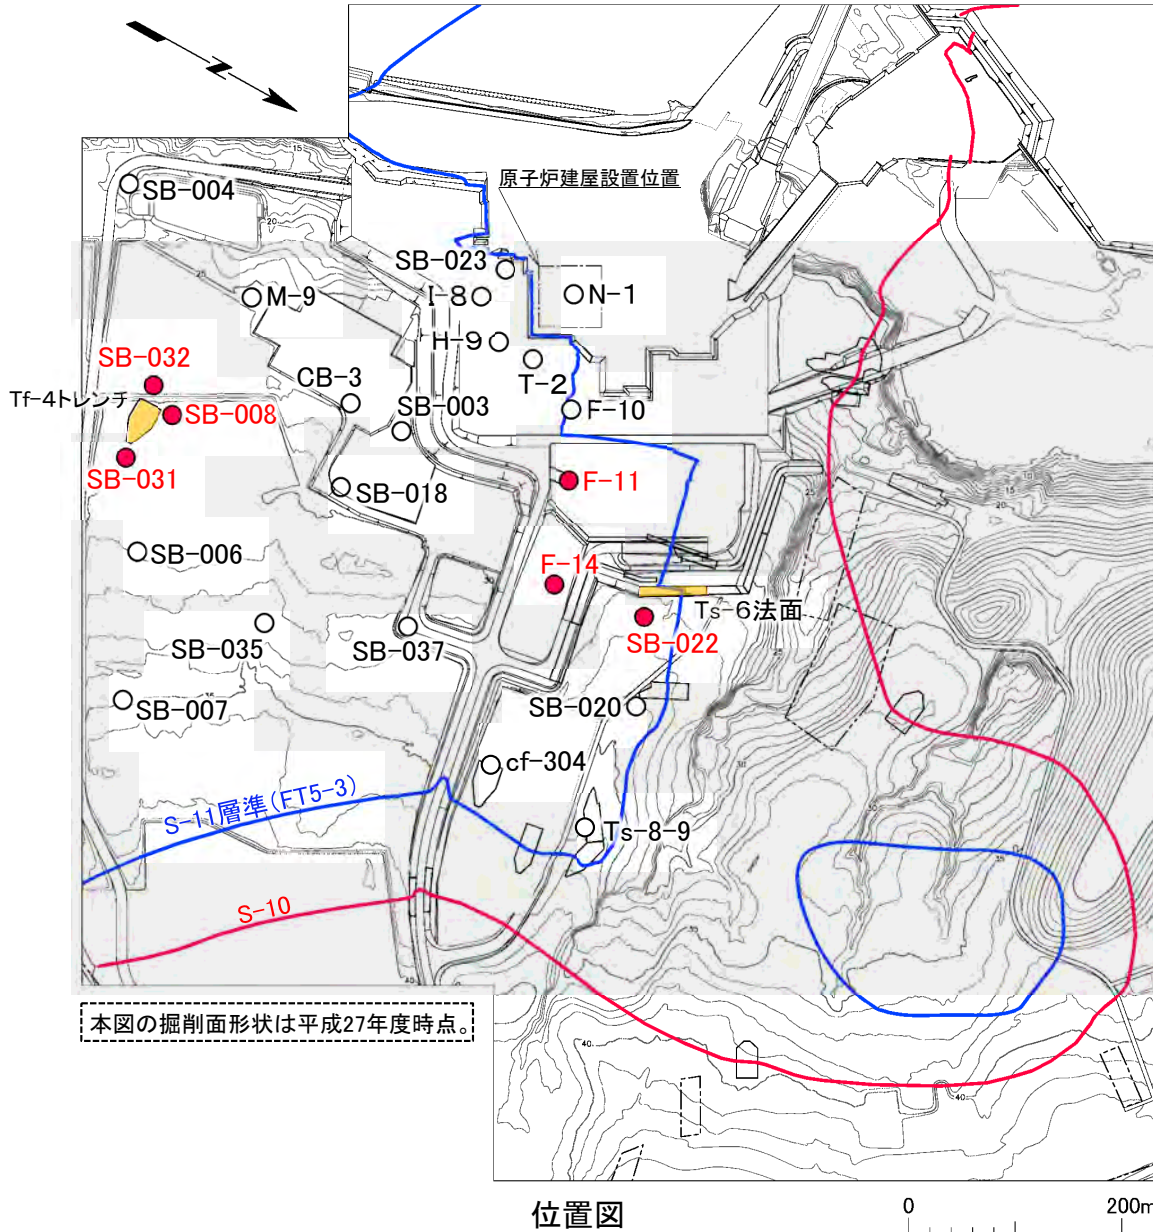 N
原子炉建屋設置位置
SB-004
SB-023
M-9
I-8
N-1
SB-032
H-9
CB-3
T-2
Tf-4トレンチ
SB-008
SB-003
F-10
SB-031
SB-018
F-11
SB-006
F-14
Ts-6法面
SB-035
SB-037
SB-022
SB-007
SB-020
cf-304
S-11層準(FT5-3)
Ts-8-9
S-10
本図の掘削面形状は平成27年度時点。
位置図
0 200m